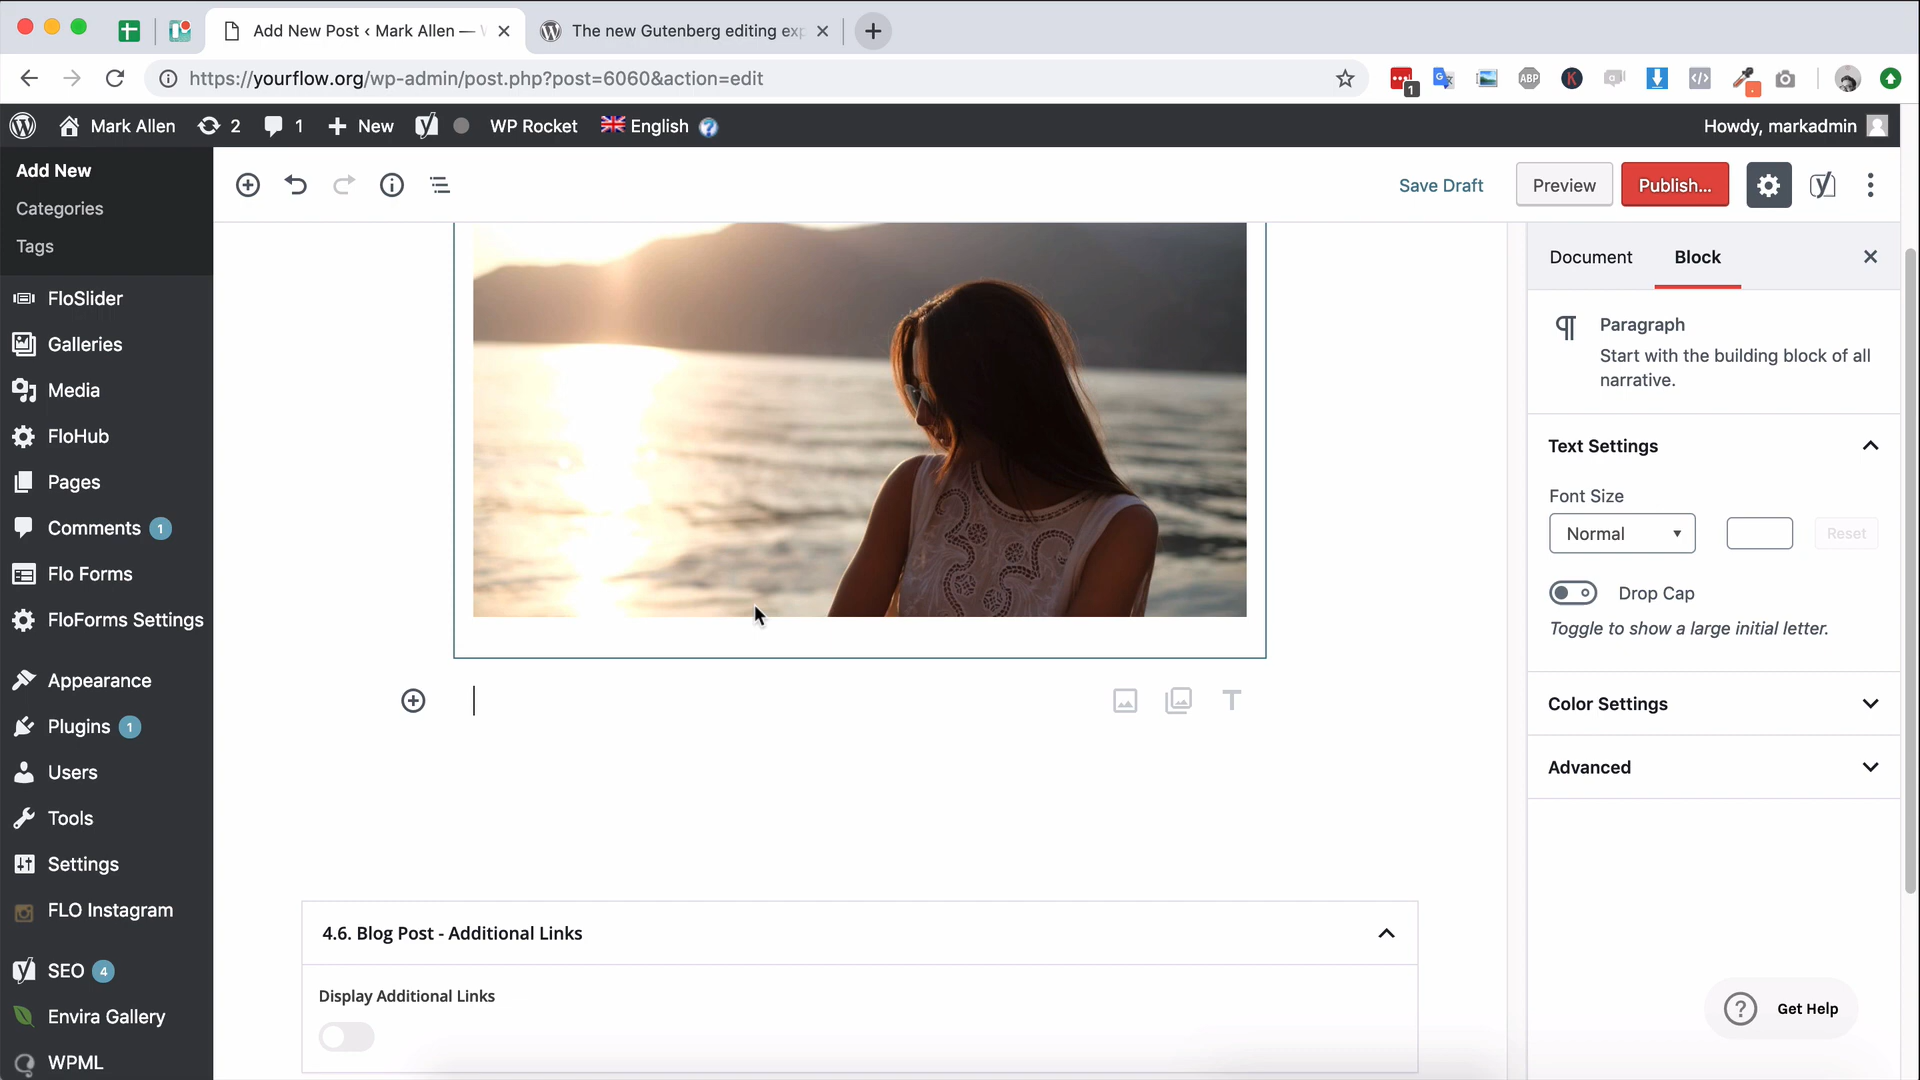 Add New Post ‹ Mark Allen —
The new Gutenberg editing exp
https://yourflow.org/wp-admin/post.php?post=6060&action=edit
ABP
1
Mark Allen
2
1
New
WP Rocket
English
Howdy, markadmin
Add New
Categories
Tags
FloSlider
Galleries
Media
FloHub
Pages
Comments 1
Flo Forms
FloForms Settings
Appearance
Plugins 1
Users
Tools
Settings
FLO Instagram
SEO 4
Envira Gallery
WPML
Save Draft
Preview
Publish...
Document
Block
Paragraph
Start with the building block of all
narrative.
Text Settings
Font Size
Normal
Reset
Drop Cap
Toggle to show a large initial letter.
Color Settings
Advanced
4.6. Blog Post - Additional Links
Display Additional Links
Get Help